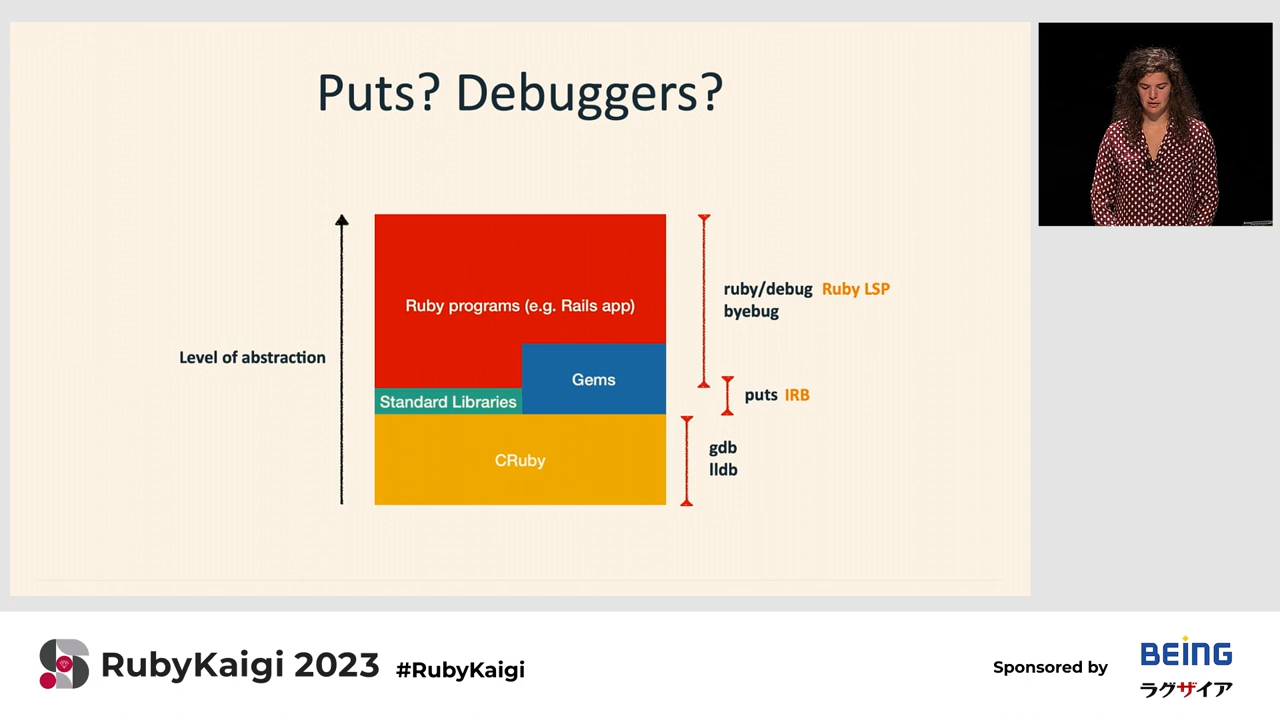 Puts? Debuggers?
Ruby programs (e.g. Rails app)
ruby/debug Ruby LSP
byebug
Level of abstraction
Gems
Standard Libraries
puts IRB
CRuby
gdb
lldb
RubyKaigi 2023 #RubyKaigi
Sponsored by
BEING
ラグザイア